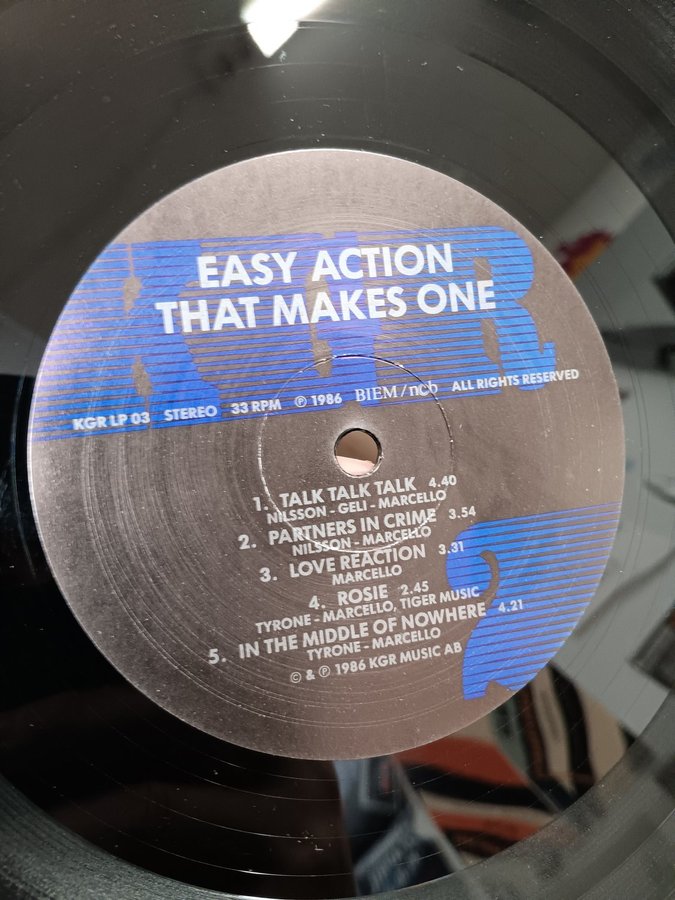 KGR
EASY ACTION
THAT MAKES ONE
KGR LP 03 STEREO 33 RPM ℗ 1986 BIEM/ncb ALL RIGHTS RESERVED
1. TALK TALK TALK 4.40
NILSSON - GELI - MARCELLO
2. PARTNERS IN CRIME 3.54
NILSSON - MARCELLO
3. LOVE REACTION 3.31
MARCELLO
4. ROSIE 2.45
TYRONE - MARCELLO, TIGER MUSIC
5. IN THE MIDDLE OF NOWHERE 4.21
TYRONE - MARCELLO
© & ℗ 1986 KGR MUSIC AB
2